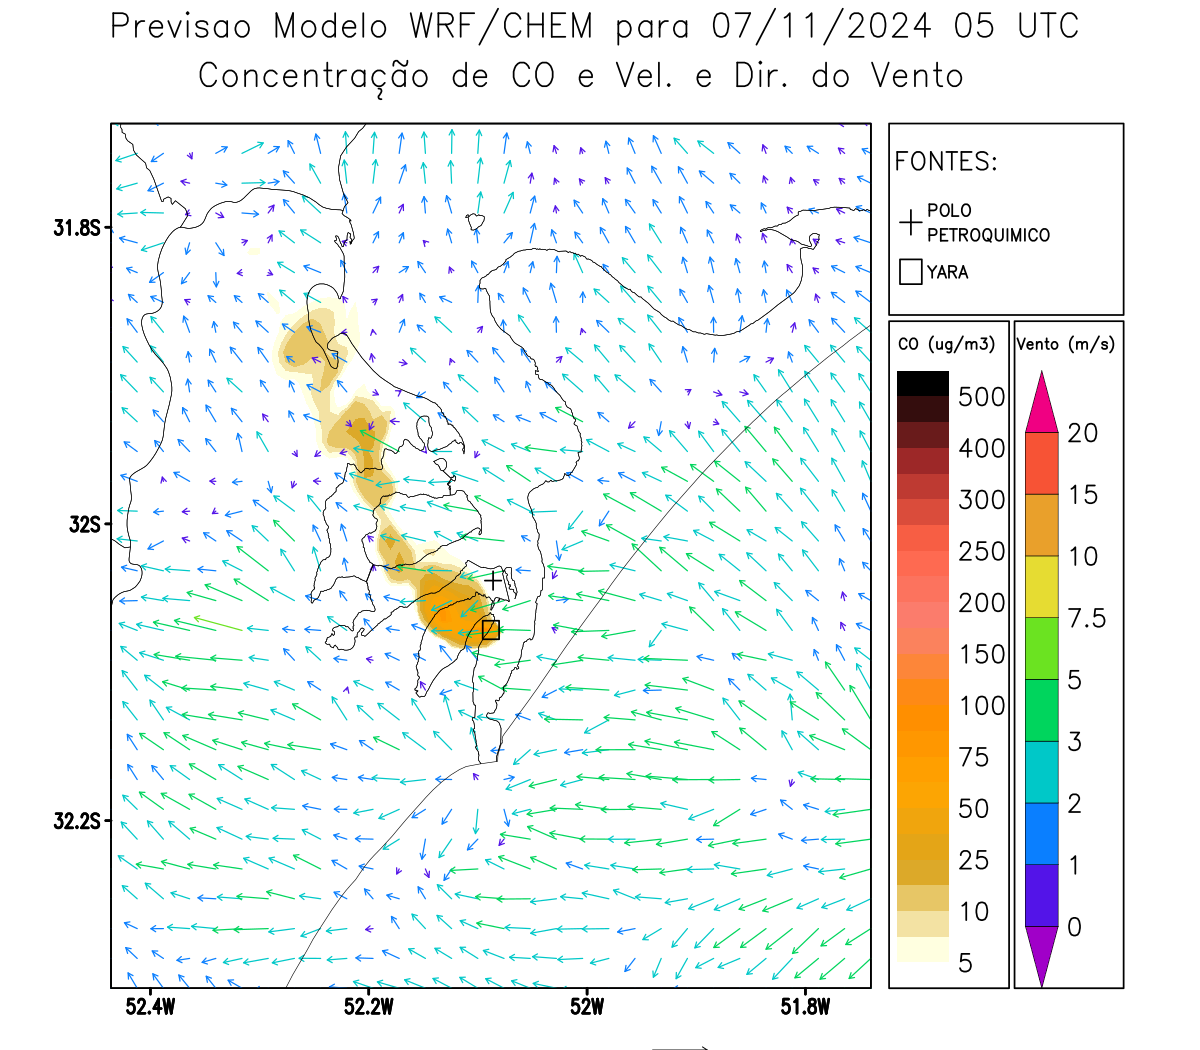 Previsao Modelo WRF/CHEM para 07/11/2024 05 UTC
Concentração de CO e Vel. e Dir. do Vento
FONTES:
POLO
PETROQUIMICO
YARA
CO (ug/m3)
500
400
300
250
200
150
100
75
50
25
10
5
Vento (m/s)
20
15
10
7.5
5
3
2
1
0
31.8S
32S
32.2S
52.4W
52.2W
52W
51.8W